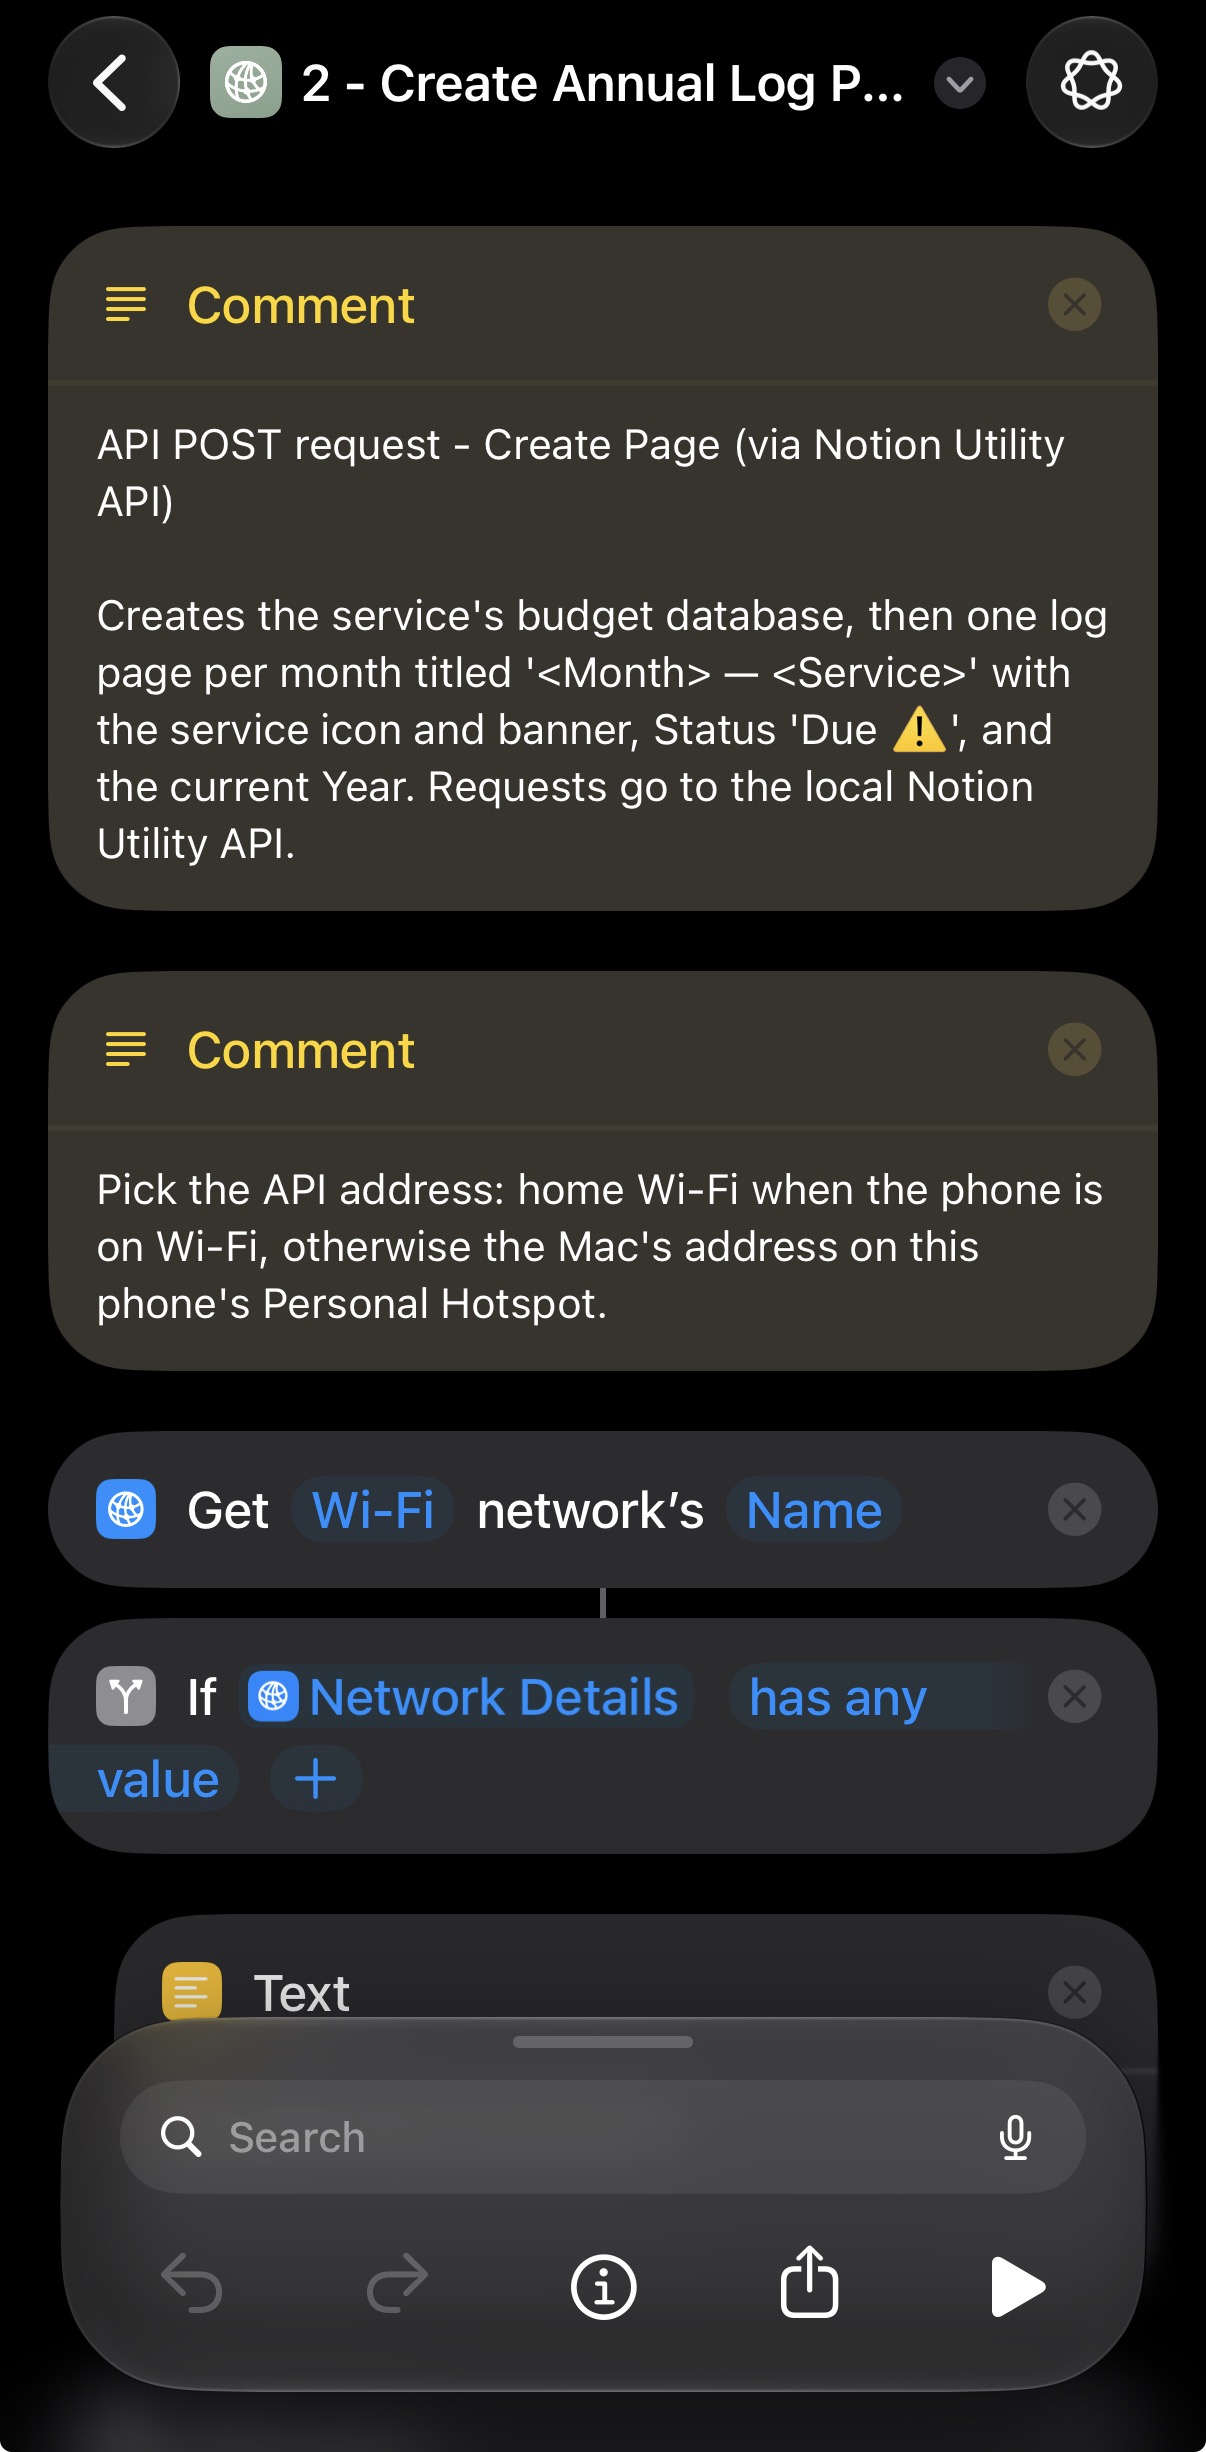 2 - Create Annual Log P...
Comment
API POST request - Create Page (via Notion Utility
API)
Creates the service's budget database, then one log
page per month titled '<Month> — <Service>' with
the service icon and banner, Status 'Due ⚠️', and
the current Year. Requests go to the local Notion
Utility API.
Comment
Pick the API address: home Wi-Fi when the phone is
on Wi-Fi, otherwise the Mac's address on this
phone's Personal Hotspot.
Get Wi-Fi network’s Name
If Network Details has any
value
Text
Search